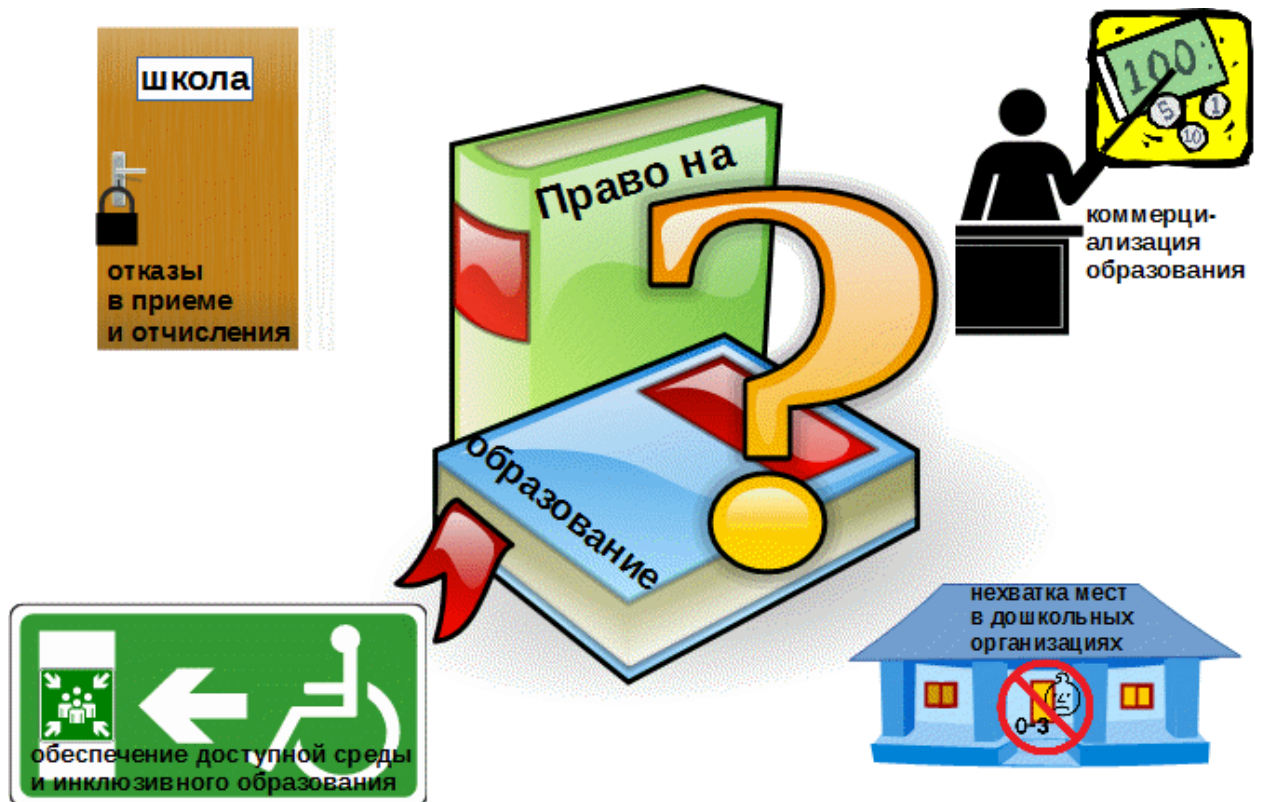 школа
отказы
в приеме
и отчисления
Право на
образование
100
5
1
10
коммерци-
ализация
образования
обеспечение доступной среды
и инклюзивного образования
нехватка мест
в дошкольных
организациях
0-3